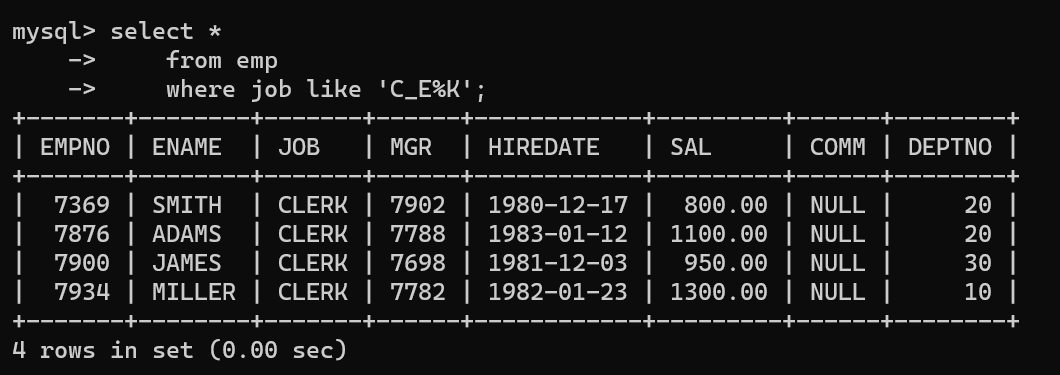 mysql> select *
    ->     from emp
    ->     where job like 'C_E%K';
+-------+--------+-------+------+------------+---------+------+--------+
| EMPNO | ENAME  | JOB   | MGR  | HIREDATE   | SAL     | COMM | DEPTNO |
+-------+--------+-------+------+------------+---------+------+--------+
|  7369 | SMITH  | CLERK | 7902 | 1980-12-17 |  800.00 | NULL |     20 |
|  7876 | ADAMS  | CLERK | 7788 | 1983-01-12 | 1100.00 | NULL |     20 |
|  7900 | JAMES  | CLERK | 7698 | 1981-12-03 |  950.00 | NULL |     30 |
|  7934 | MILLER | CLERK | 7782 | 1982-01-23 | 1300.00 | NULL |     10 |
+-------+--------+-------+------+------------+---------+------+--------+
4 rows in set (0.00 sec)